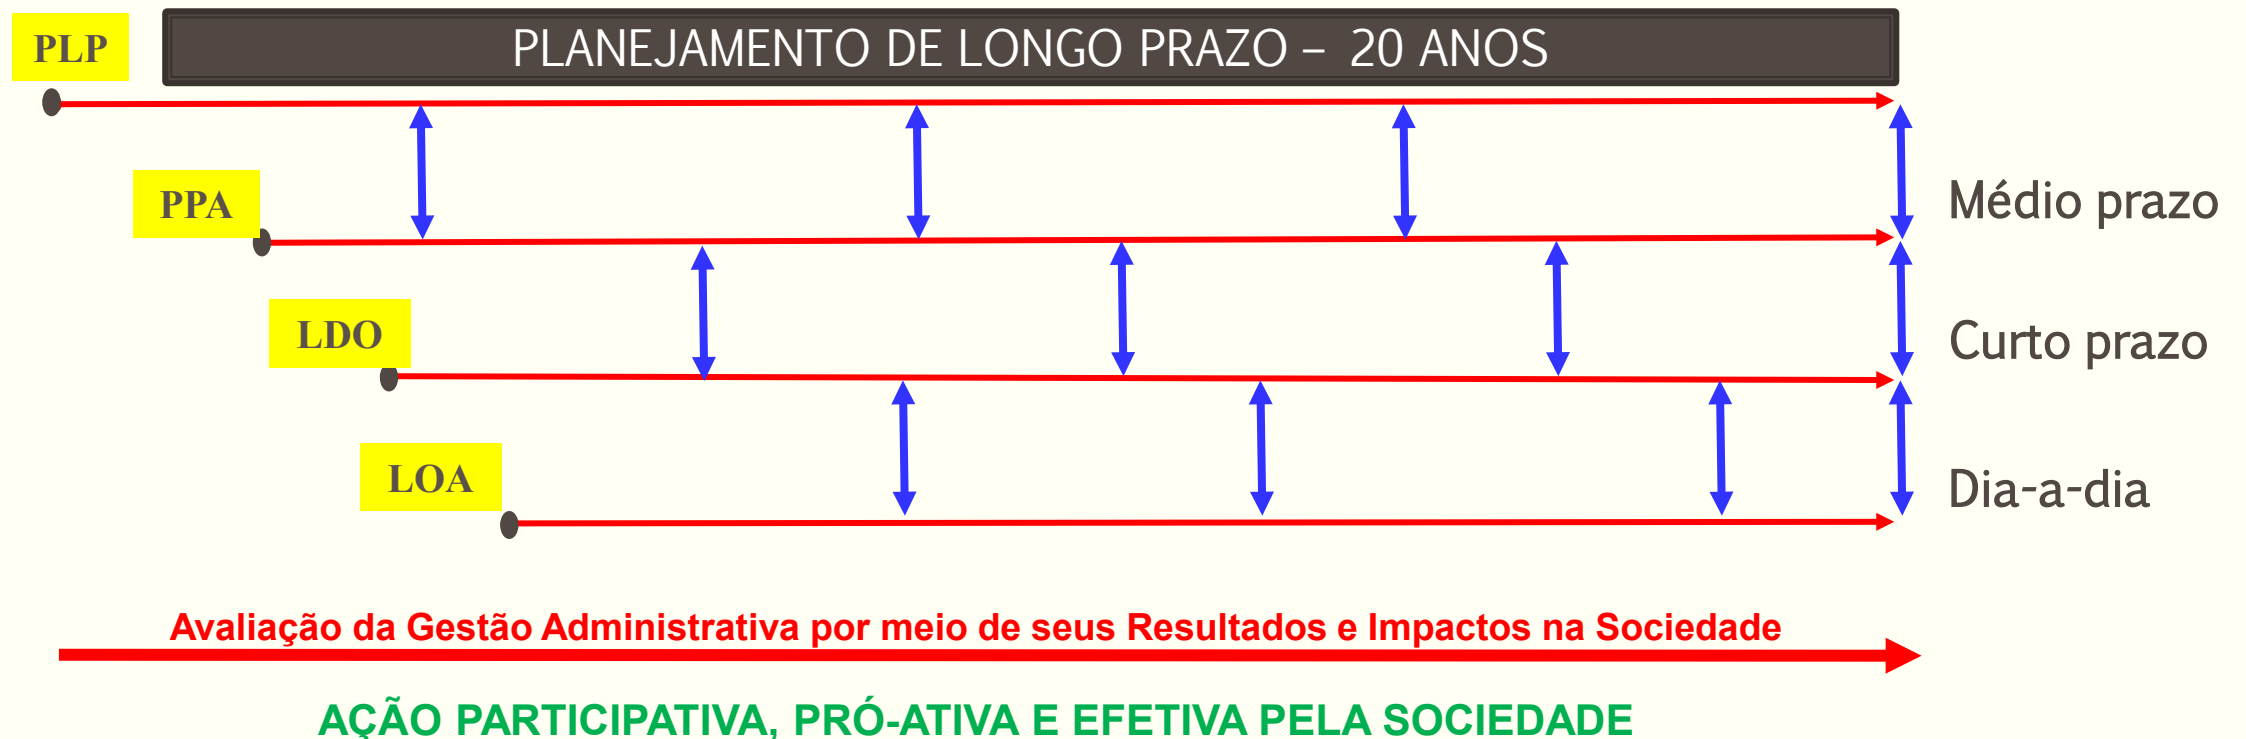 PLP
PLANEJAMENTO DE LONGO PRAZO – 20 ANOS
PPA
Médio prazo
LDO
Curto prazo
LOA
Dia-a-dia
Avaliação da Gestão Administrativa por meio de seus Resultados e Impactos na Sociedade
AÇÃO PARTICIPATIVA, PRÓ-ATIVA E EFETIVA PELA SOCIEDADE